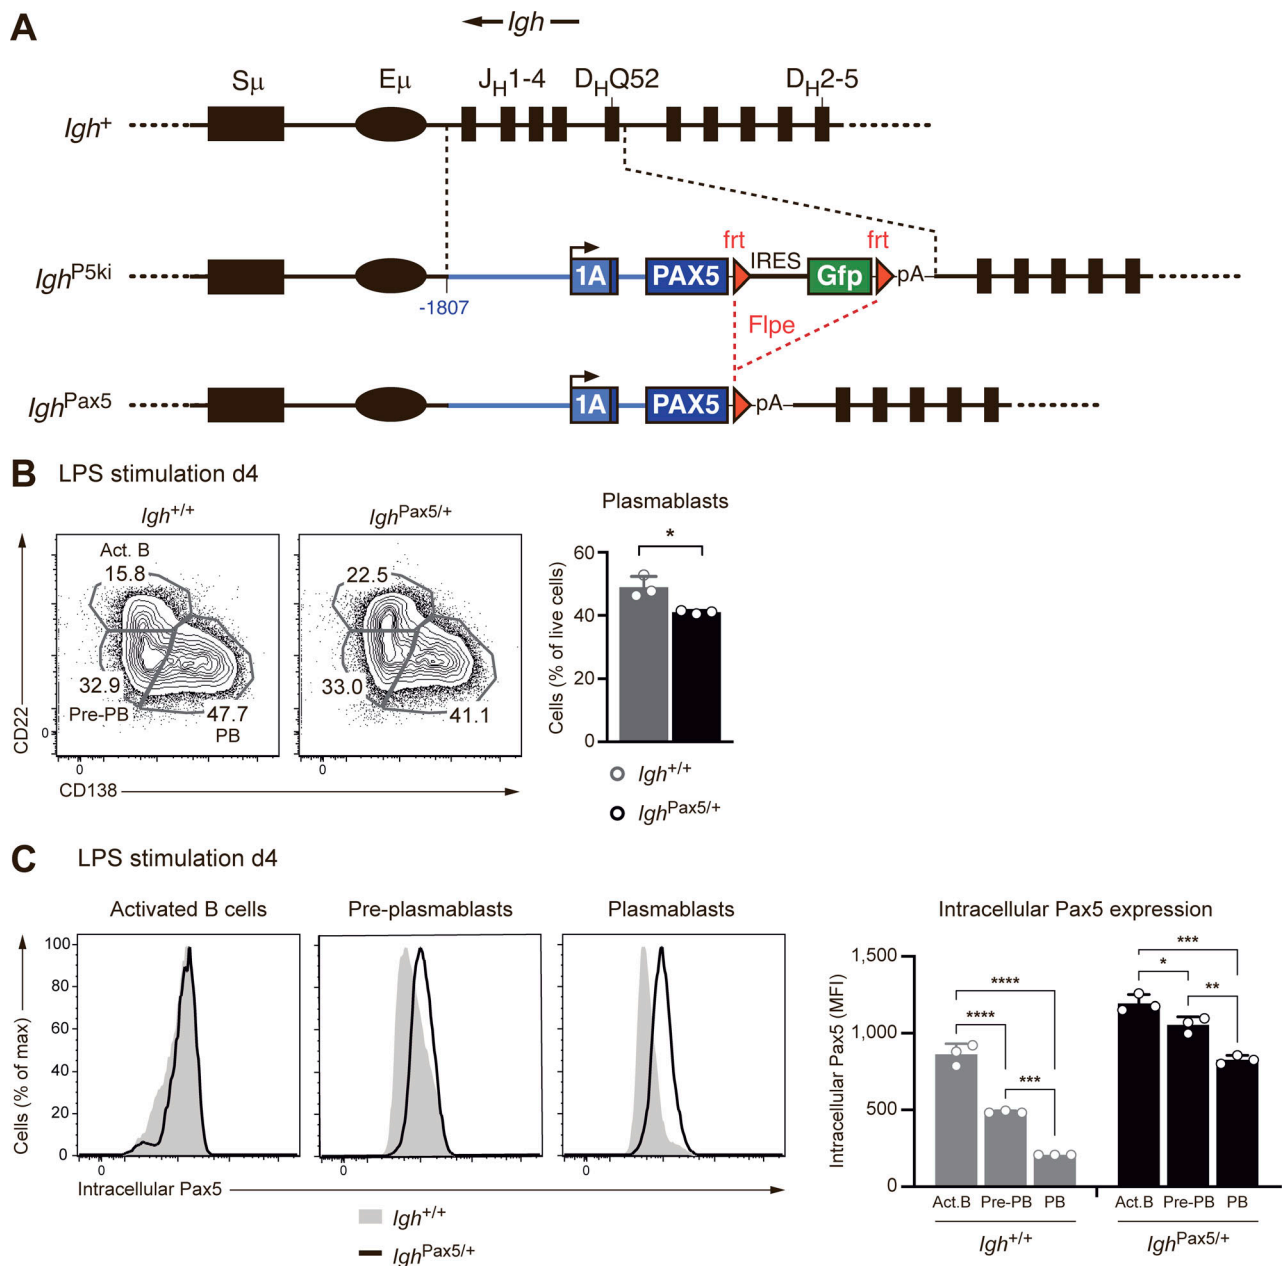 A
Igh
Sμ Eμ JH1-4 DHQ52 DH2-5
Igh+
frt IRES frt
IghP5ki 1A PAX5 Gfp pA
-1807
Flpe
IghPax5 1A PAX5 pA
B LPS stimulation d4
Igh+/+ IghPax5/+
Act. B
15.8
32.9
Pre-PB
47.7
PB
0
0
22.5
33.0
41.1
0
CD22
CD138
Plasmablasts
*
Cells (% of live cells)
60
40
20
0
Igh+/+
IghPax5/+
C LPS stimulation d4
Activated B cells Pre-plasmablasts Plasmablasts
Cells (% of max)
100
80
60
40
20
0
0 0 0
Intracellular Pax5
Igh+/+
IghPax5/+
Intracellular Pax5 expression
Intracellular Pax5 (MFI)
1,500
1,000
500
0
**** **** ***
*** * **
Act.B Pre-PB PB Act.B Pre-PB PB
Igh+/+ IghPax5/+